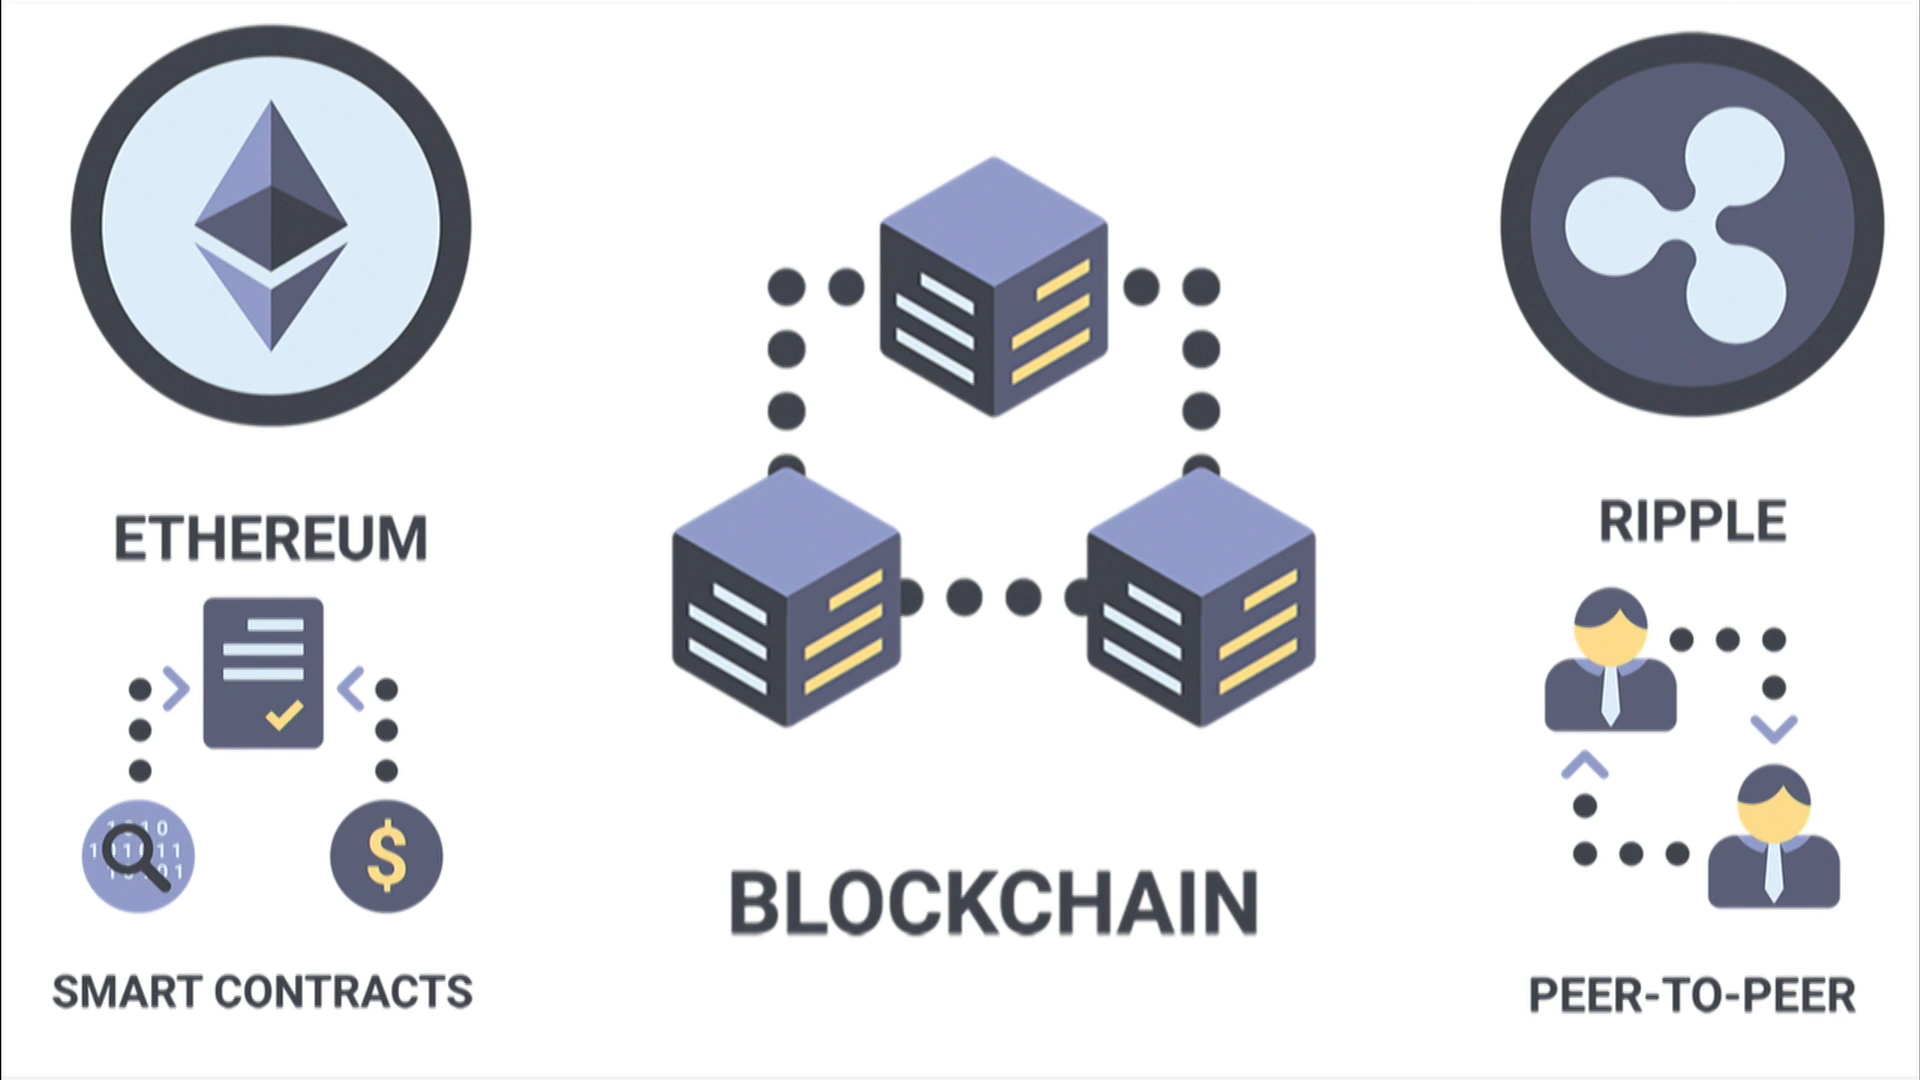 ETHEREUM
SMART CONTRACTS
$
BLOCKCHAIN
RIPPLE
PEER-TO-PEER